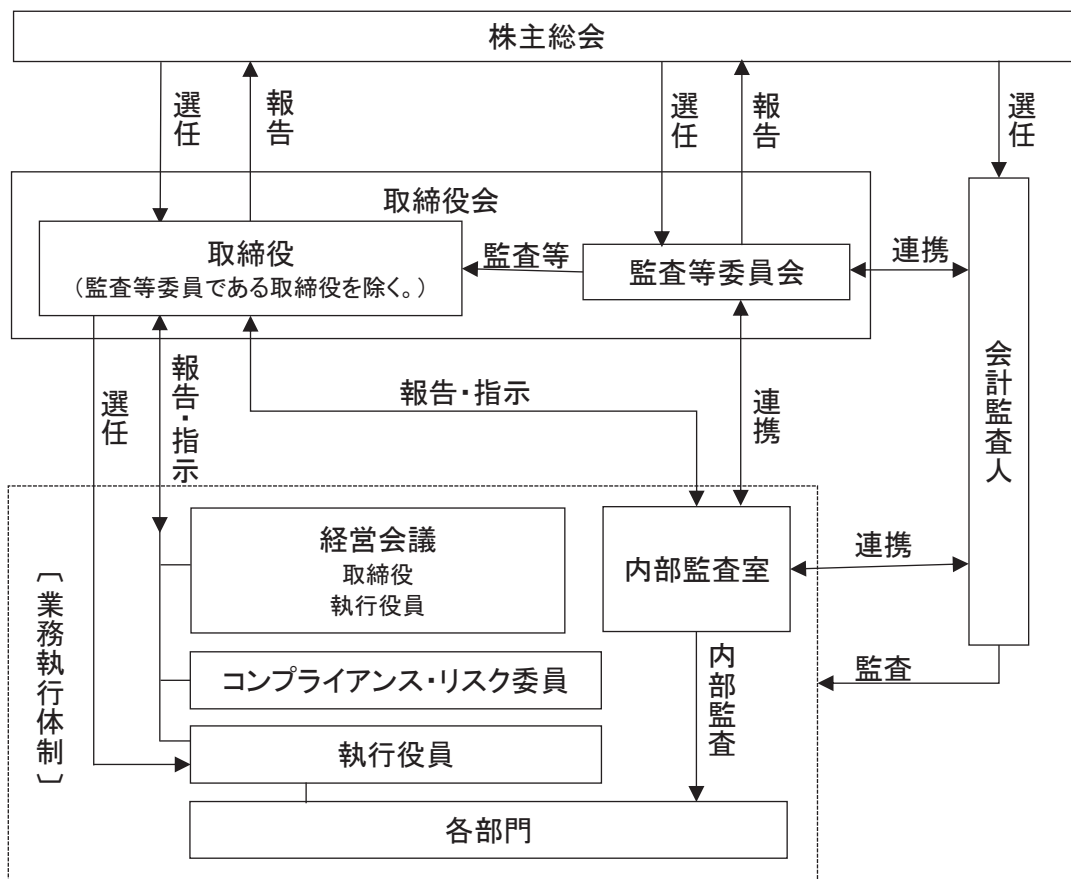 株主総会
選任
報告
選任
報告
選任
取締役会
取締役
（監査等委員である取締役を除く。）
監査等
監査等委員会
連携
会計監査人
選任
報告・指示
報告・指示
連携
〔業務執行体制〕
経営会議
取締役
執行役員
内部監査室
連携
コンプライアンス・リスク委員
内部監査
監査
執行役員
各部門